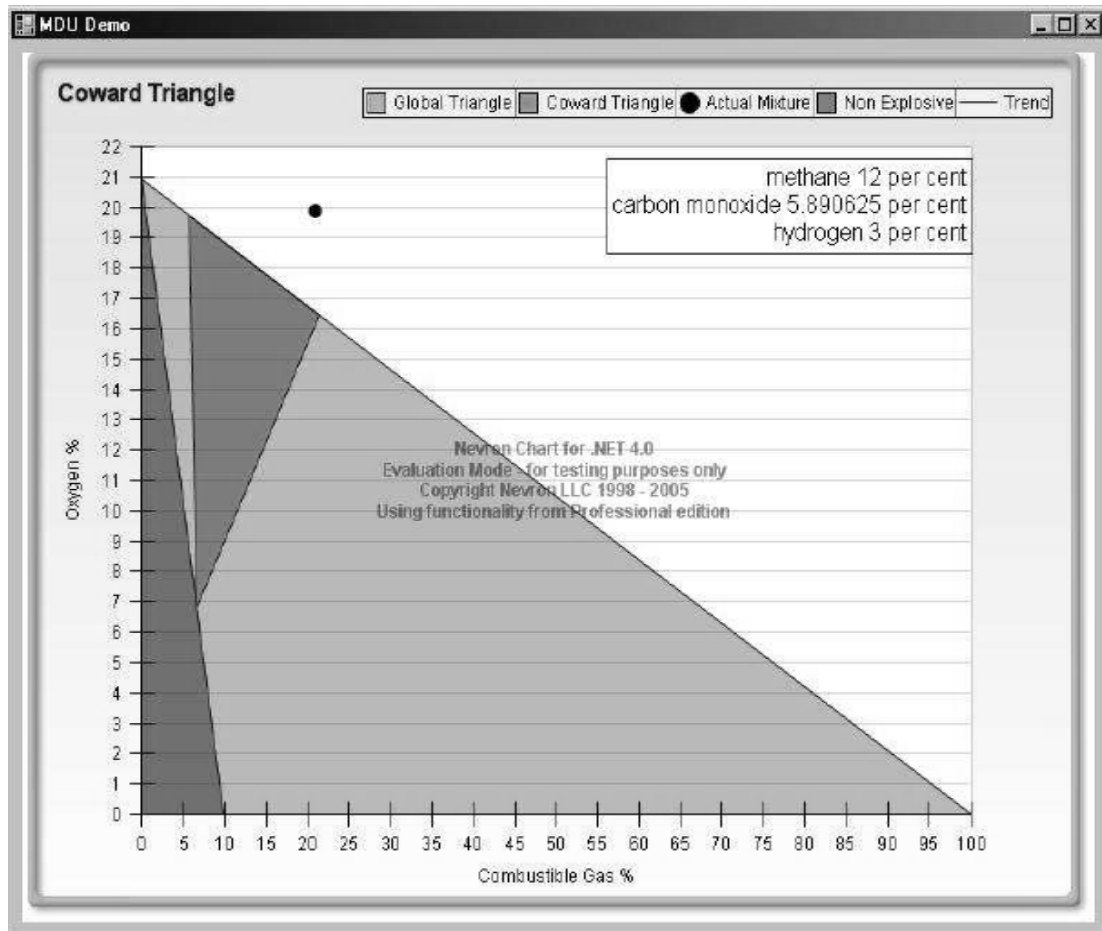 MDU Demo
Coward Triangle
Global Triangle Coward Triangle Actual Mixture Non Explosive Trend
methane 12 per cent
carbon monoxide 5.890625 per cent
hydrogen 3 per cent
22
21
20
19
18
17
16
15
14
13
12
11
10
9
8
7
6
5
4
3
2
1
0
Oxygen %
Nevron Chart for .NET 4.0
Evaluation Mode - for testing purposes only
Copyright Nevron LLC 1998 - 2005
Using functionality from Professional edition
0 5 10 15 20 25 30 35 40 45 50 55 60 65 70 75 80 85 90 95 100
Combustible Gas %